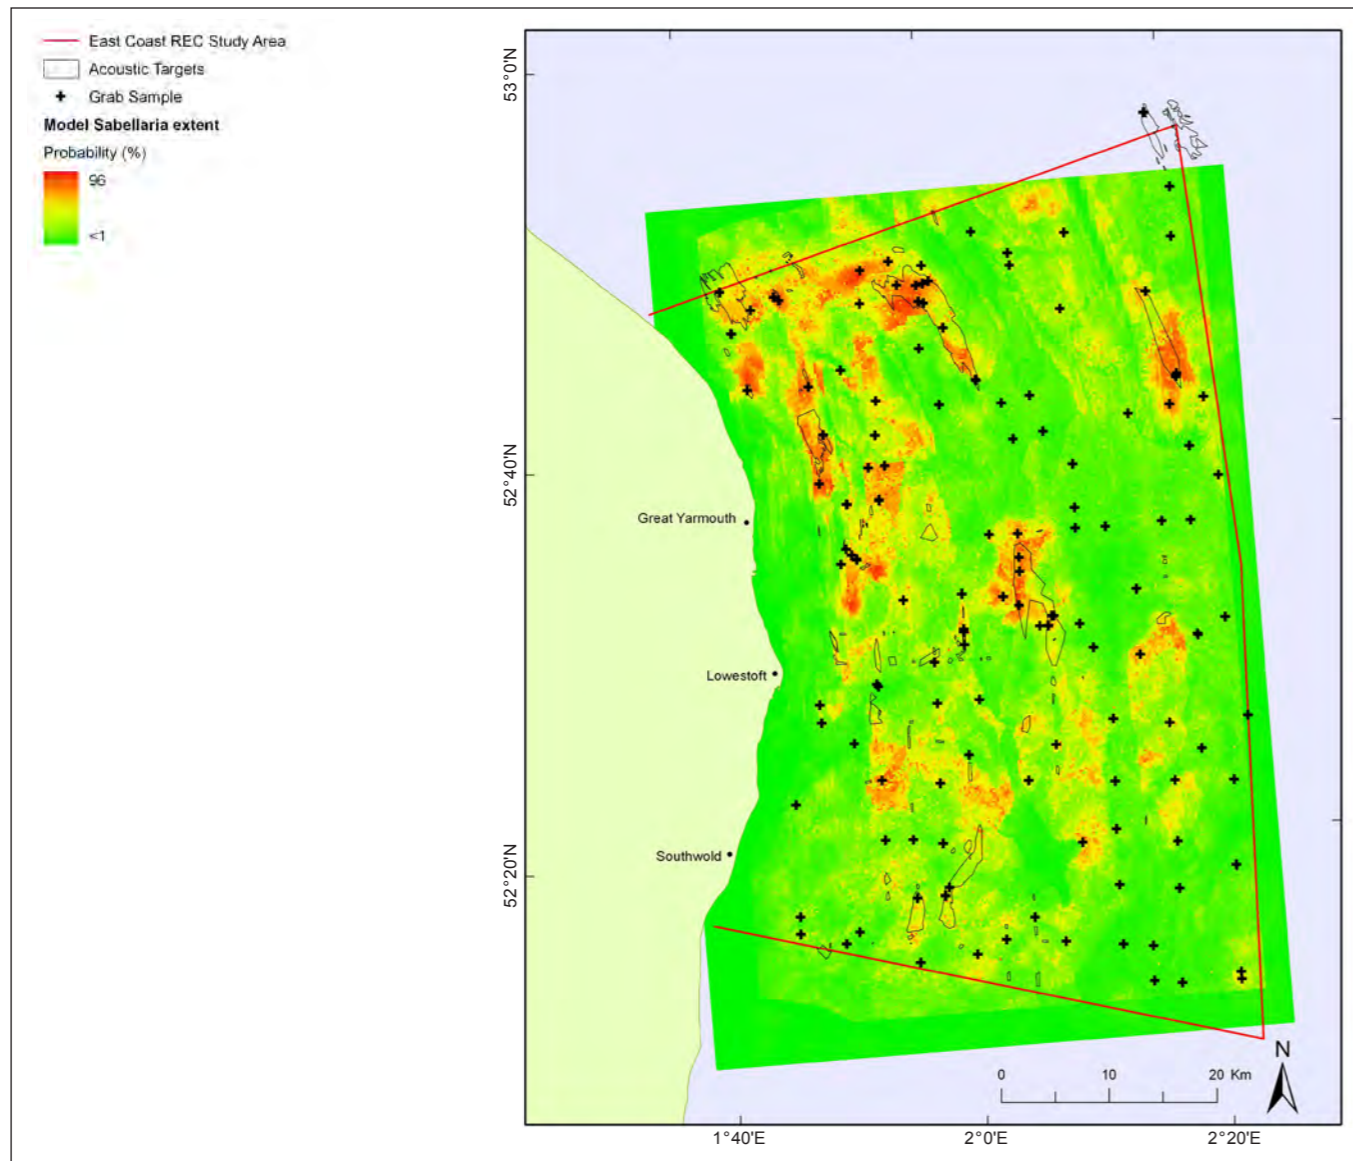 East Coast REC Study Area
Acoustic Targets
Grab Sample
Model Sabellaria extent
Probability (%)
96
<1
53°0'N
52°40'N
52°20'N
Great Yarmouth
Lowestoft
Southwold
N
0 10 20 Km
1°40'E 2°0'E 2°20'E